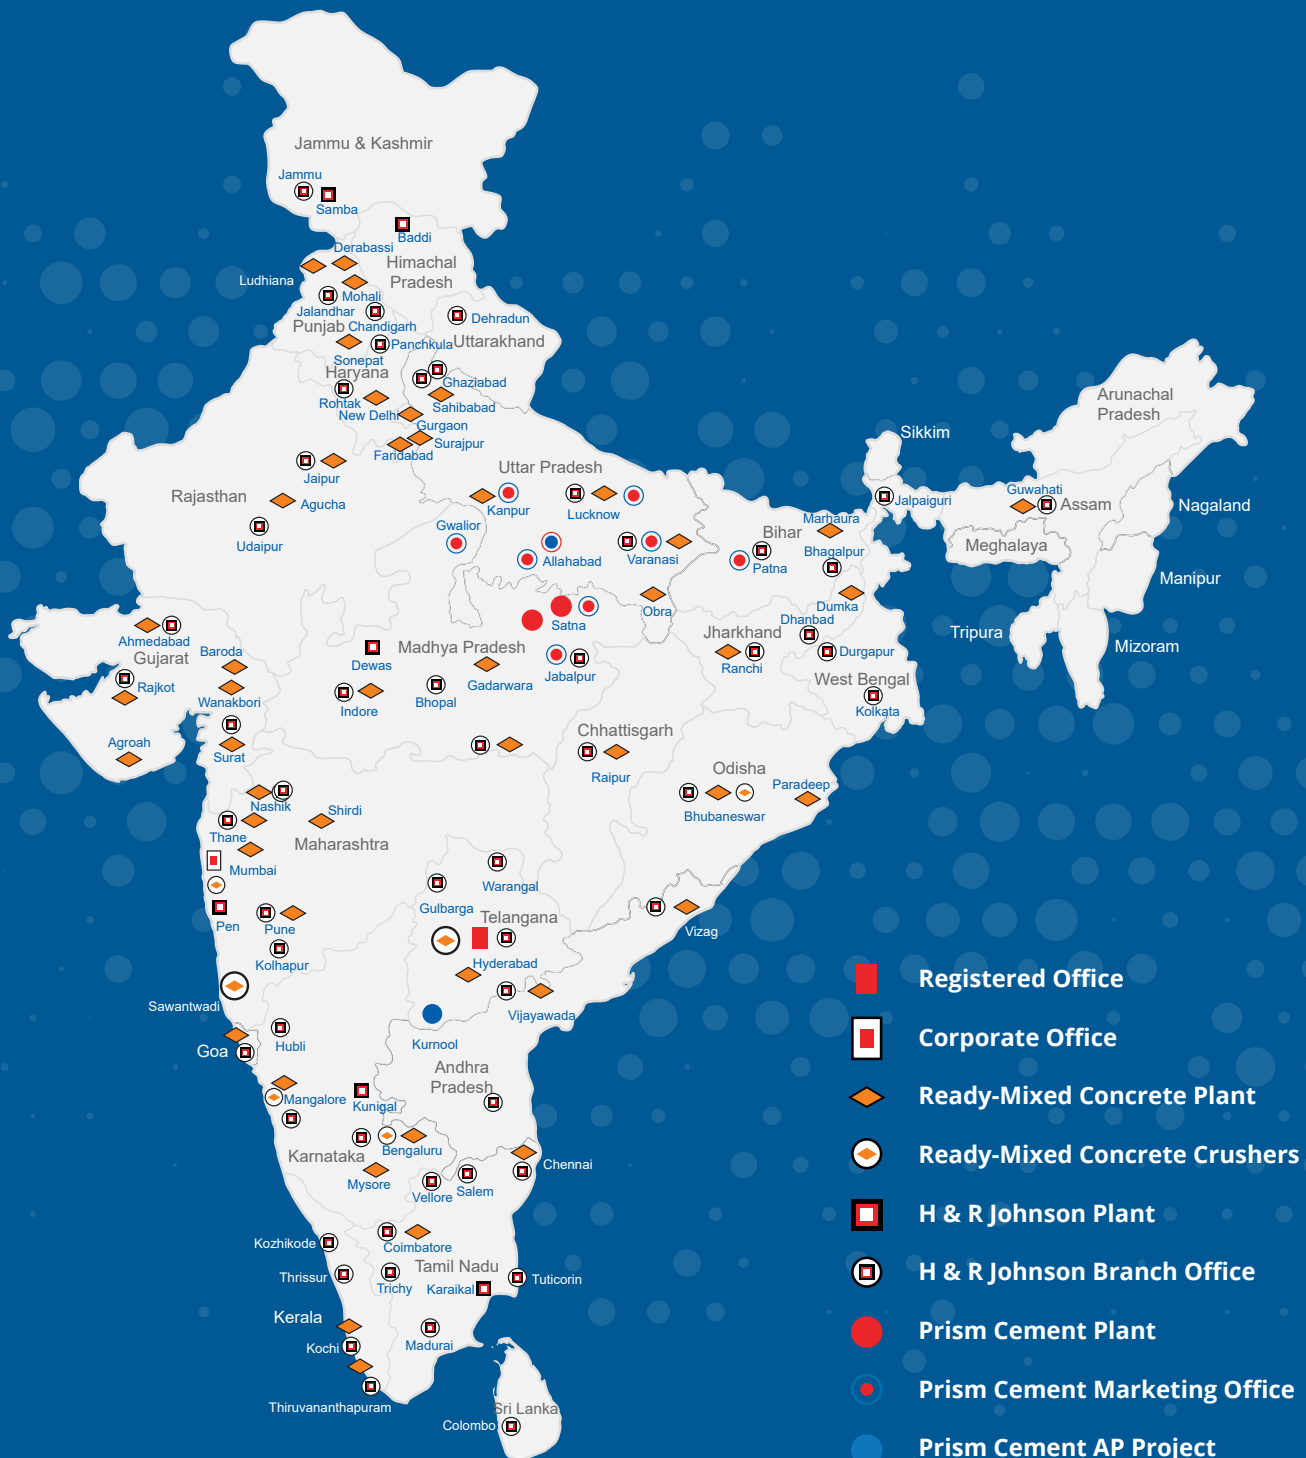 Jammu & Kashmir
Jammu
Samba
Baddi
Derabassi
Himachal
Pradesh
Ludhiana
Mohali
Jalandhar
Punjab
Chandigarh
Dehradun
Panchkula
Uttarakhand
Sonepat
Haryana
Ghaziabad
Rohtak
Sahibabad
New Delhi
Gurgaon
Surajpur
Faridabad
Arunachal
Pradesh
Sikkim
Jaipur
Uttar Pradesh
Rajasthan
Agucha
Kanpur
Lucknow
Jalpaiguri
Guwahati
Assam
Nagaland
Udaipur
Gwalior
Allahabad
Varanasi
Bihar
Marhaura
Bhagalpur
Patna
Meghalaya
Manipur
Obra
Dumka
Dhanbad
Satna
Ahmedabad
Gujarat
Baroda
Dewas
Madhya Pradesh
Jharkhand
Ranchi
Durgapur
Tripura
Mizoram
Rajkot
Wanakbori
Indore
Bhopal
Gadarwara
Jabalpur
West Bengal
Kolkata
Agroah
Surat
Chhattisgarh
Raipur
Odisha
Paradeep
Bhubaneswar
Nashik
Shirdi
Thane
Maharashtra
Mumbai
Warangal
Gulbarga
Telangana
Pen
Pune
Vizag
Kolhapur
Hyderabad
Sawantwadi
Vijayawada
Kurnool
Goa
Hubli
Andhra
Pradesh
Mangalore
Kunigal
Bengaluru
Karnataka
Chennai
Mysore
Vellore
Salem
Kozhikode
Coimbatore
Tamil Nadu
Thrissur
Trichy
Karaikal
Tuticorin
Kerala
Kochi
Madurai
Thiruvananthapuram
Sri Lanka
Colombo
Registered Office
Corporate Office
Ready-Mixed Concrete Plant
Ready-Mixed Concrete Crushers
H & R Johnson Plant
H & R Johnson Branch Office
Prism Cement Plant
Prism Cement Marketing Office
Prism Cement AP Project